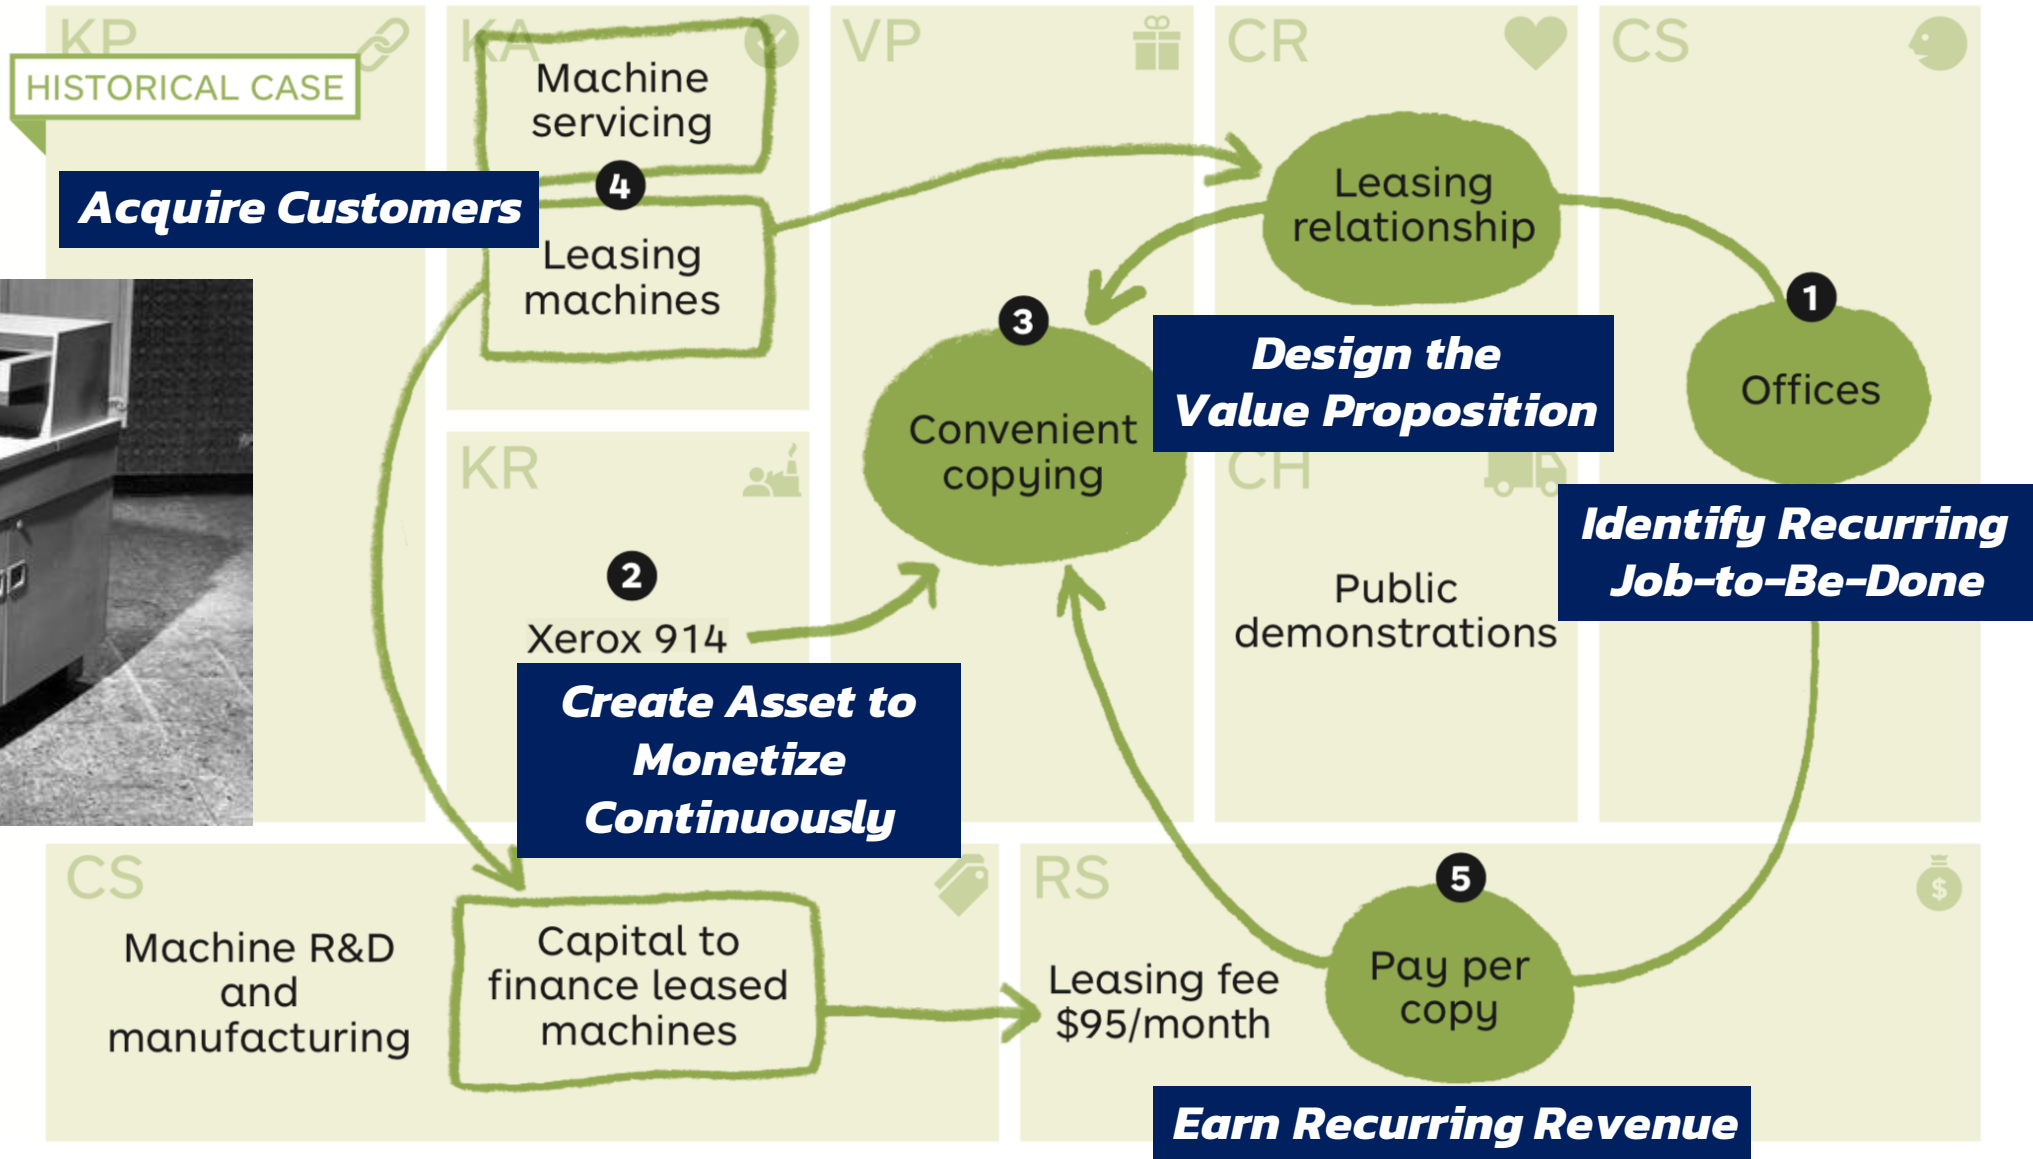 KP
HISTORICAL CASE
Acquire Customers
KA
Machine
servicing
4
Leasing
machines
VP
3
Convenient
copying
CR
Leasing
relationship
Design the
Value Proposition
CS
1
Offices
Identify Recurring
Job-to-Be-Done
KR
2
Xerox 914
Create Asset to
Monetize
Continuously
CH
Public
demonstrations
CS
Machine R&D
and
manufacturing
Capital to
finance leased
machines
RS
$
Leasing fee
$95/month
5
Pay per
copy
Earn Recurring Revenue